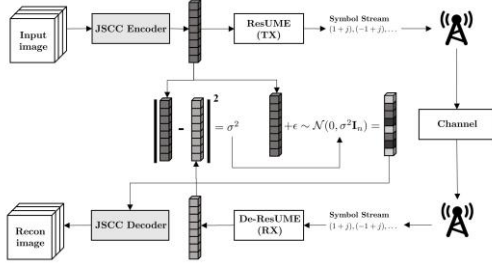 Input
image
JSCC Encoder
ResUME
(TX)
Symbol Stream
(1 + j), (−1 + j), . . .
Channel
2
-
= σ²
+ϵ ∼ 𝒩(0, σ²Iₙ) =
Recon
image
JSCC Decoder
De-ResUME
(RX)
Symbol Stream
(1 + j), (−1 + j), . . .